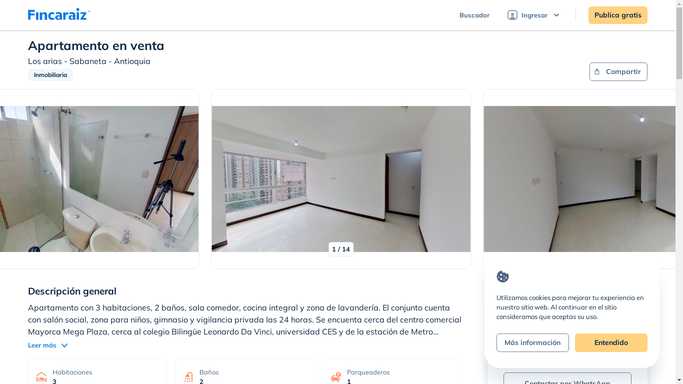 Fincaraiz
Buscador
Ingresar
Publica gratis
Apartamento en venta
Los arias - Sabaneta - Antioquia
Inmobiliaria
Compartir
1 / 14
Descripción general
Apartamento con 3 habitaciones, 2 baños, sala comedor, cocina integral y zona de lavandería. El conjunto cuenta
con salón social, zona para niños, gimnasio y vigilancia privada las 24 horas. Se encuentra cerca del centro comercial
Mayorca Mega Plaza, cerca al colegio Bilingüe Leonardo Da Vinci, universidad CES y de la estación de Metro...
Leer más
Habitaciones
3
Baños
2
Parqueaderos
1
Utilizamos cookies para mejorar tu experiencia en
nuestro sitio web. Al continuar en el sitio
consideramos que aceptas su uso.
Más información
Entendido
Contactar por WhatsApp